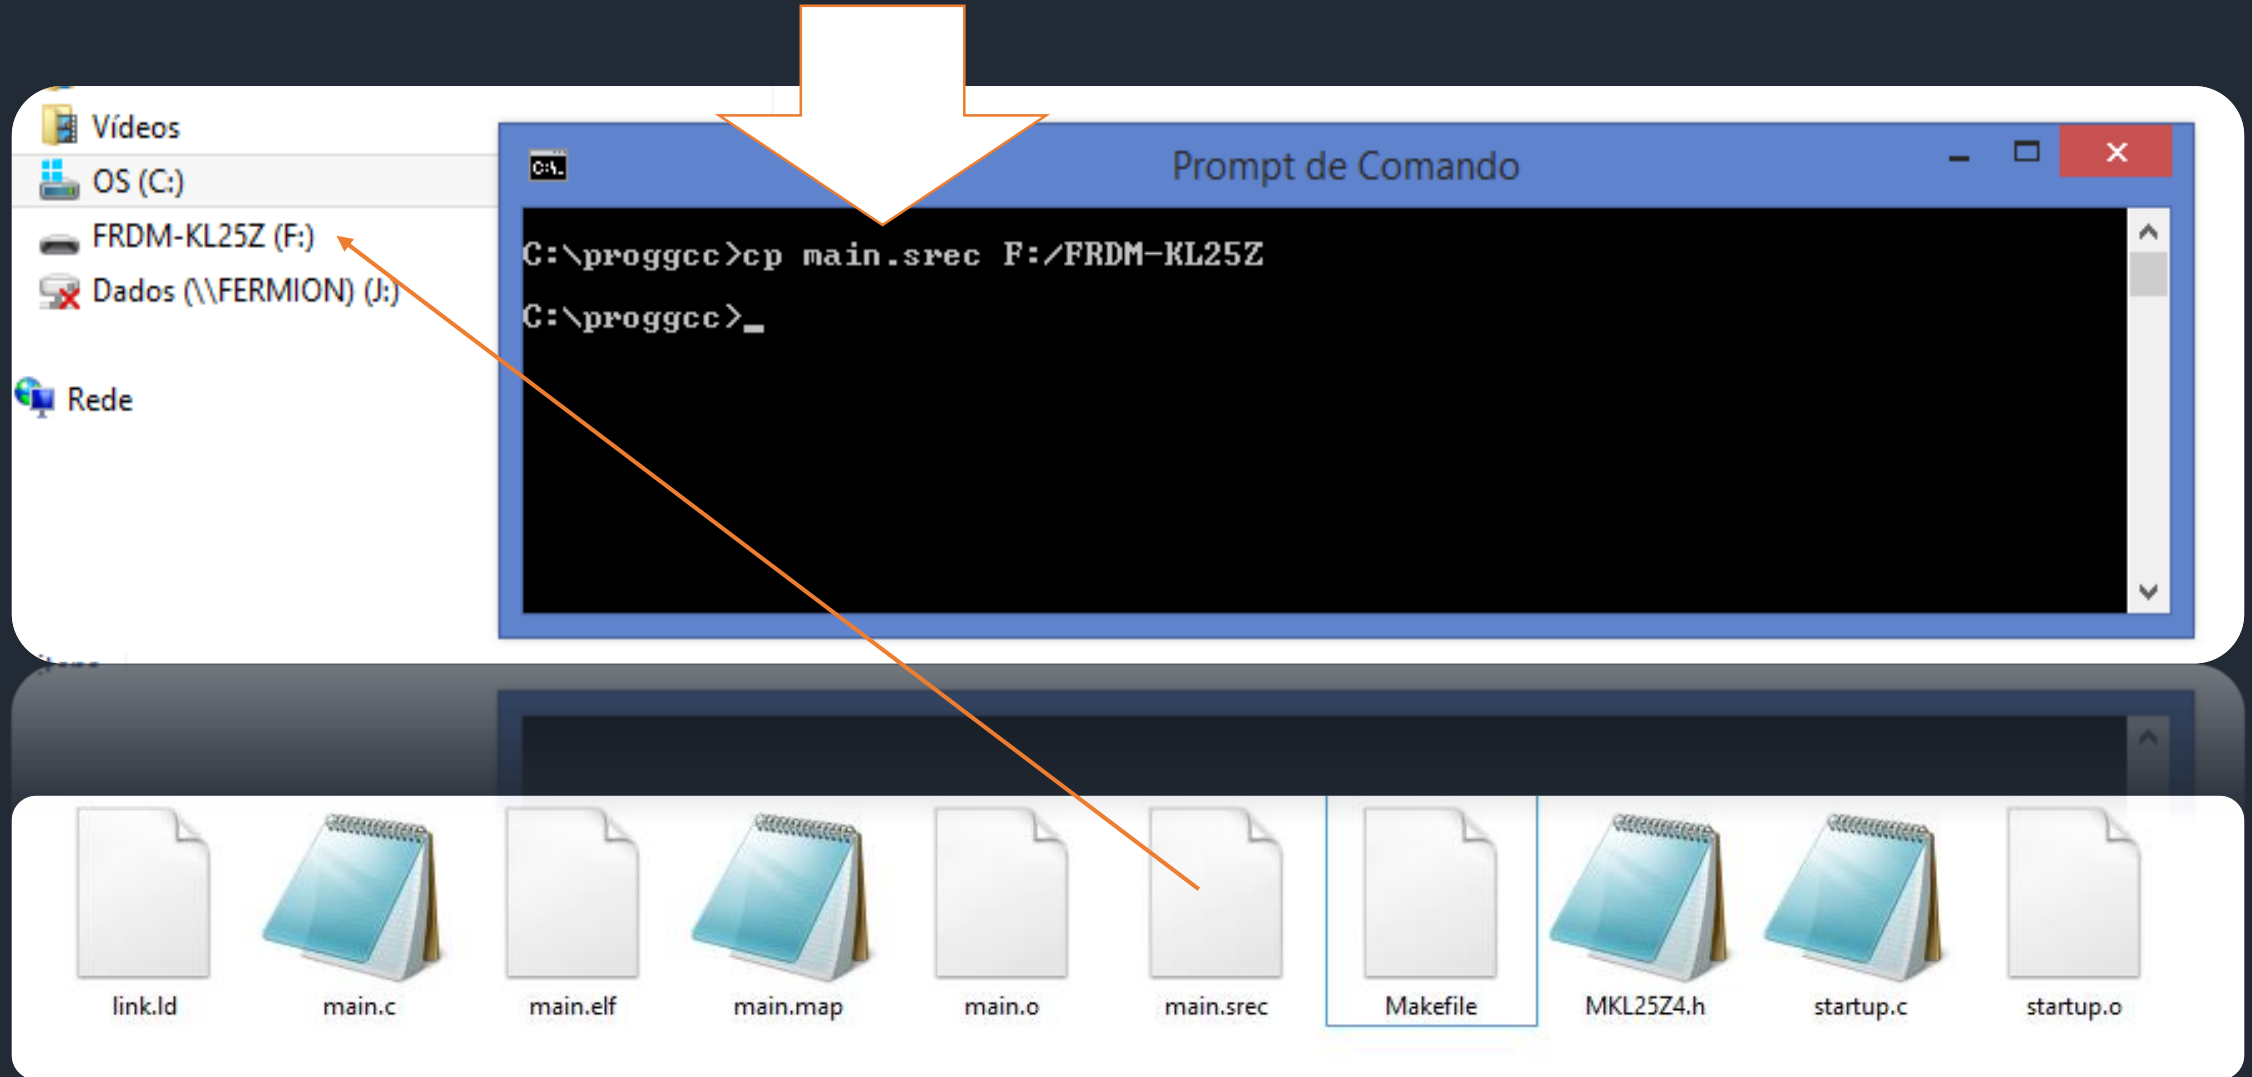 Vídeos
OS (C:)
FRDM-KL25Z (F:)
Dados (\\FERMION) (J:)
Rede
C:\.
Prompt de Comando
C:\proggcc>cp main.srec F:/FRDM-KL25Z
C:\proggcc>_
link.ld
main.c
main.elf
main.map
main.o
main.srec
Makefile
MKL25Z4.h
startup.c
startup.o